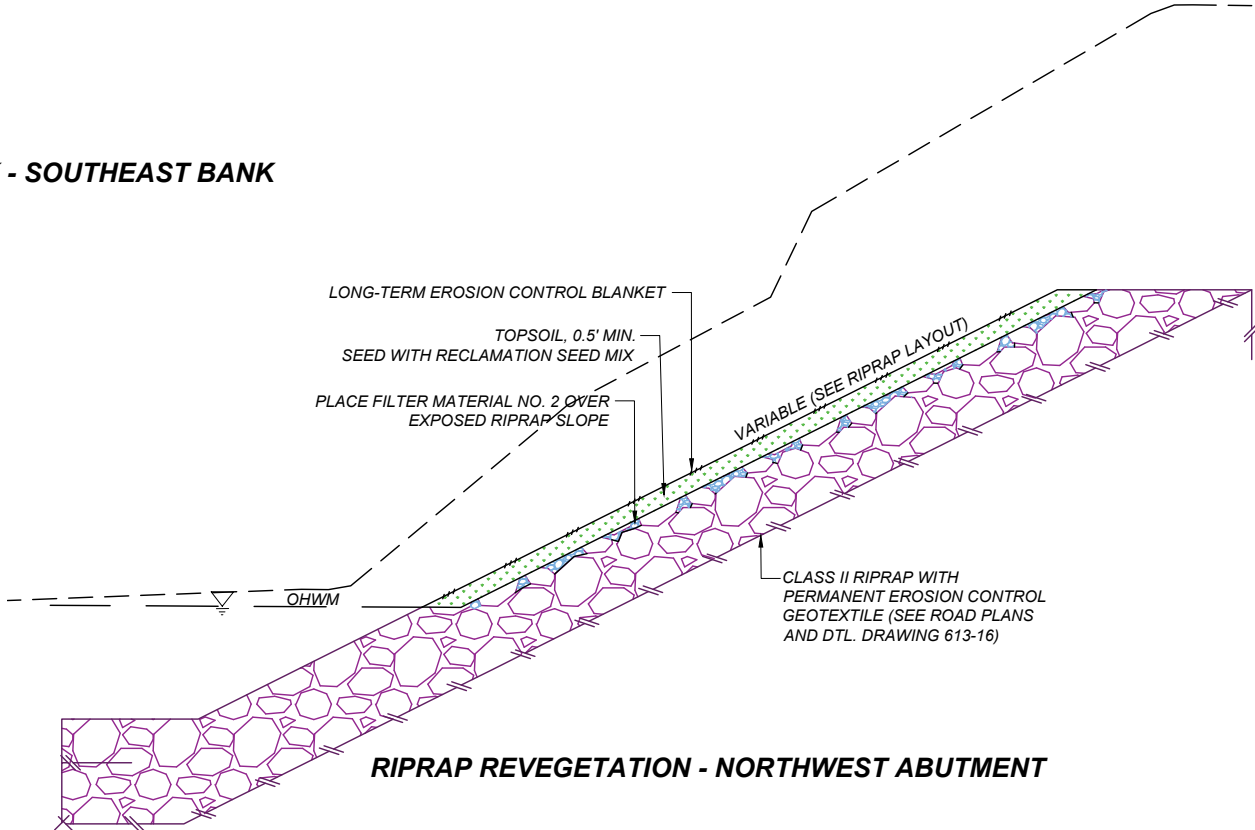 - SOUTHEAST BANK
LONG-TERM EROSION CONTROL BLANKET
TOPSOIL, 0.5' MIN.
SEED WITH RECLAMATION SEED MIX
PLACE FILTER MATERIAL NO. 2 OVER
EXPOSED RIPRAP SLOPE
VARIABLE (SEE RIPRAP LAYOUT)
OHWM
CLASS II RIPRAP WITH
PERMANENT EROSION CONTROL
GEOTEXTILE (SEE ROAD PLANS
AND DTL. DRAWING 613-16)
RIPRAP REVEGETATION - NORTHWEST ABUTMENT